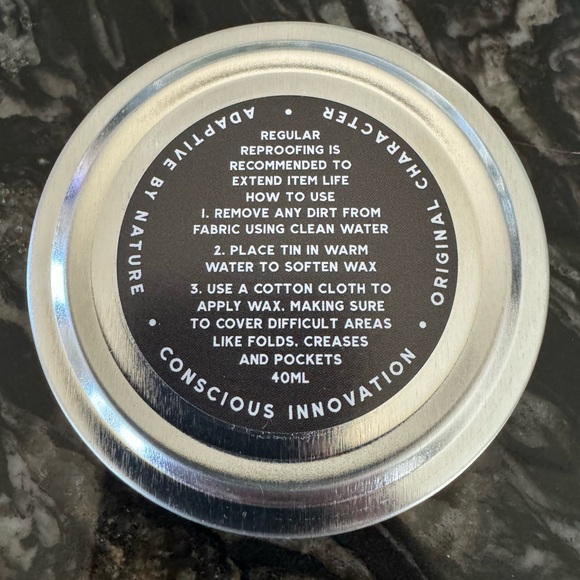 ADAPTIVE BY NATURE • ORIGINAL CHARACTER • CONSCIOUS INNOVATION •
REGULAR
REPROOFING IS
RECOMMENDED TO
EXTEND ITEM LIFE
HOW TO USE
1. REMOVE ANY DIRT FROM
FABRIC USING CLEAN WATER
2. PLACE TIN IN WARM
WATER TO SOFTEN WAX
3. USE A COTTON CLOTH TO
APPLY WAX. MAKING SURE
TO COVER DIFFICULT AREAS
LIKE FOLDS. CREASES
AND POCKETS
40ML